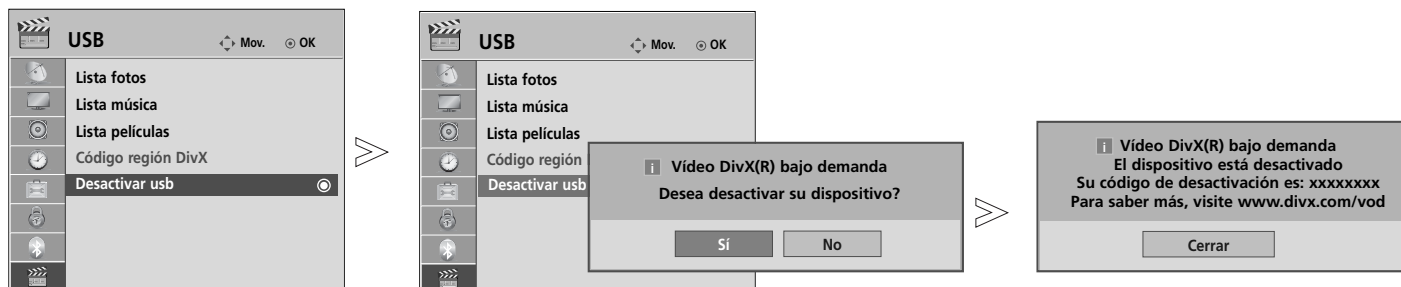 USB
Mov.
OK
Lista fotos
Lista música
Lista películas
Código región DivX
Desactivar usb
USB
Mov.
OK
Lista fotos
Lista música
Lista películas
Código región
Desactivar usb
i Vídeo DivX(R) bajo demanda
Desea desactivar su dispositivo?
Sí
No
i Vídeo DivX(R) bajo demanda
El dispositivo está desactivado
Su código de desactivación es: xxxxxxxx
Para saber más, visite www.divx.com/vod
Cerrar